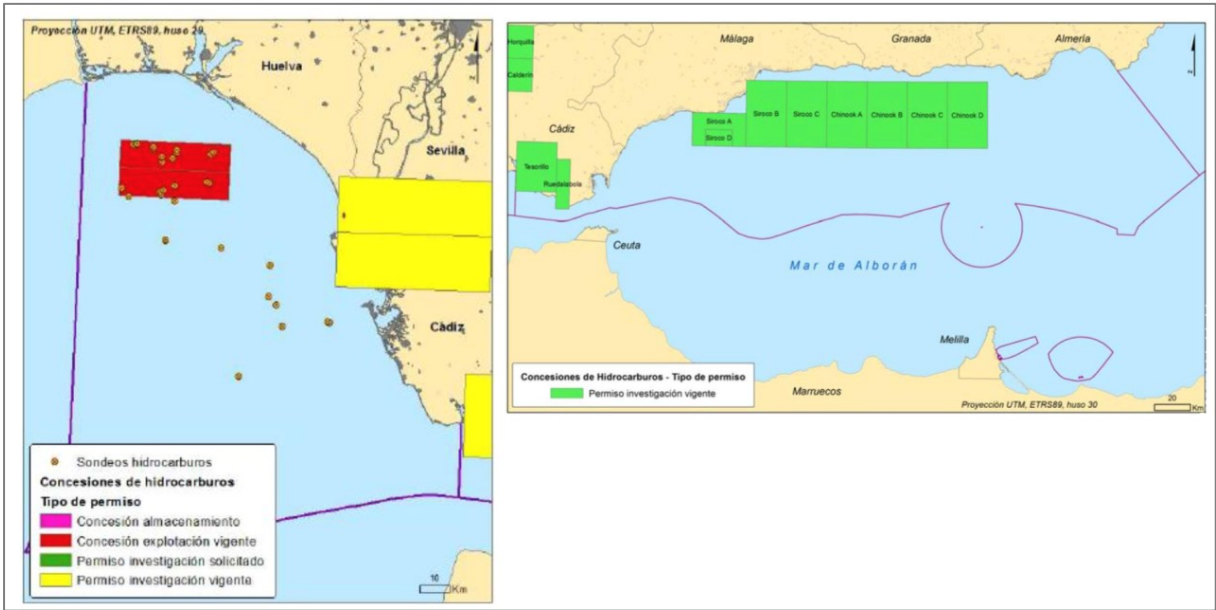 Proyección UTM, ETRS89, huso 29
Huelva
Sevilla
Cádiz
Sondeos hidrocarburos
Concesiones de hidrocarburos
Tipo de permiso
Concesión almacenamiento
Concesión explotación vigente
Permiso investigación solicitado
Permiso investigación vigente
10
Km
Málaga
Granada
Almería
Calderín
Cádiz
Siroco A
Siroco B
Siroco C
Chinook A
Chinook B
Chinook C
Chinook D
Siroco D
Tesorillo
Ruedalabola
Ceuta
Mar de Alborán
Melilla
Marruecos
Concesiones de Hidrocarburos - Tipo de permiso
Permiso investigación vigente
Proyección UTM, ETRS89, huso 30
20
Km